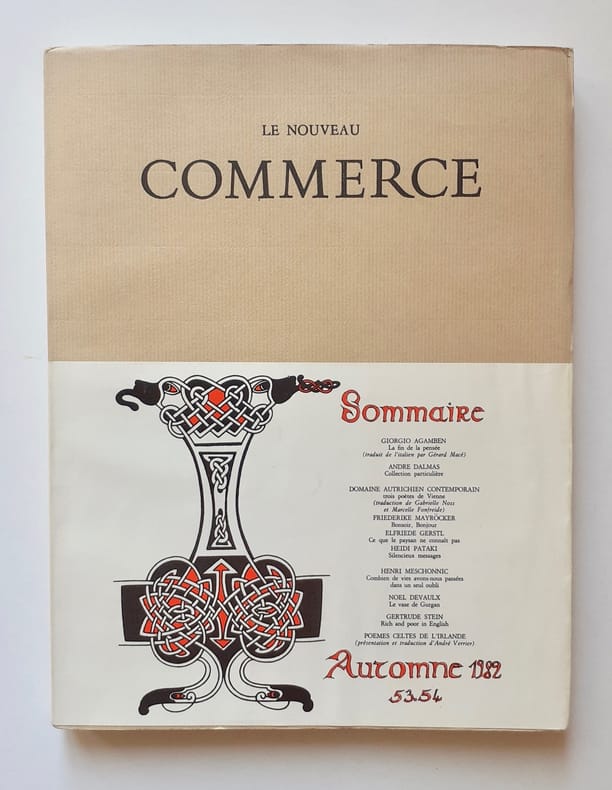 LE NOUVEAU
COMMERCE
Sommaire
GIORGIO AGAMBEN
La fin de la pensée
(traduit de l'italien par Gérard Macé)
ANDRE DALMAS
Collection particulière
DOMAINE AUTRICHIEN CONTEMPORAIN
trois poètes de Vienne
(traduction de Gabrielle Noss
et Marcelle Fonfreide)
FRIEDERIKE MAYRÖCKER
Bonsoir, Bonjour
ELFRIEDE GERSTL
Ce que le paysan ne connaît pas
HEIDI PATAKI
Silencieux messages
HENRI MESCHONNIC
Combien de vies avons-nous passées
dans un seul oubli
NOEL DEVAULX
Le vase de Gurgan
GERTRUDE STEIN
Rich and poor in English
POEMES CELTES DE L'IRLANDE
(présentation et traduction d'André Verrier)
Automne 1982
53.54